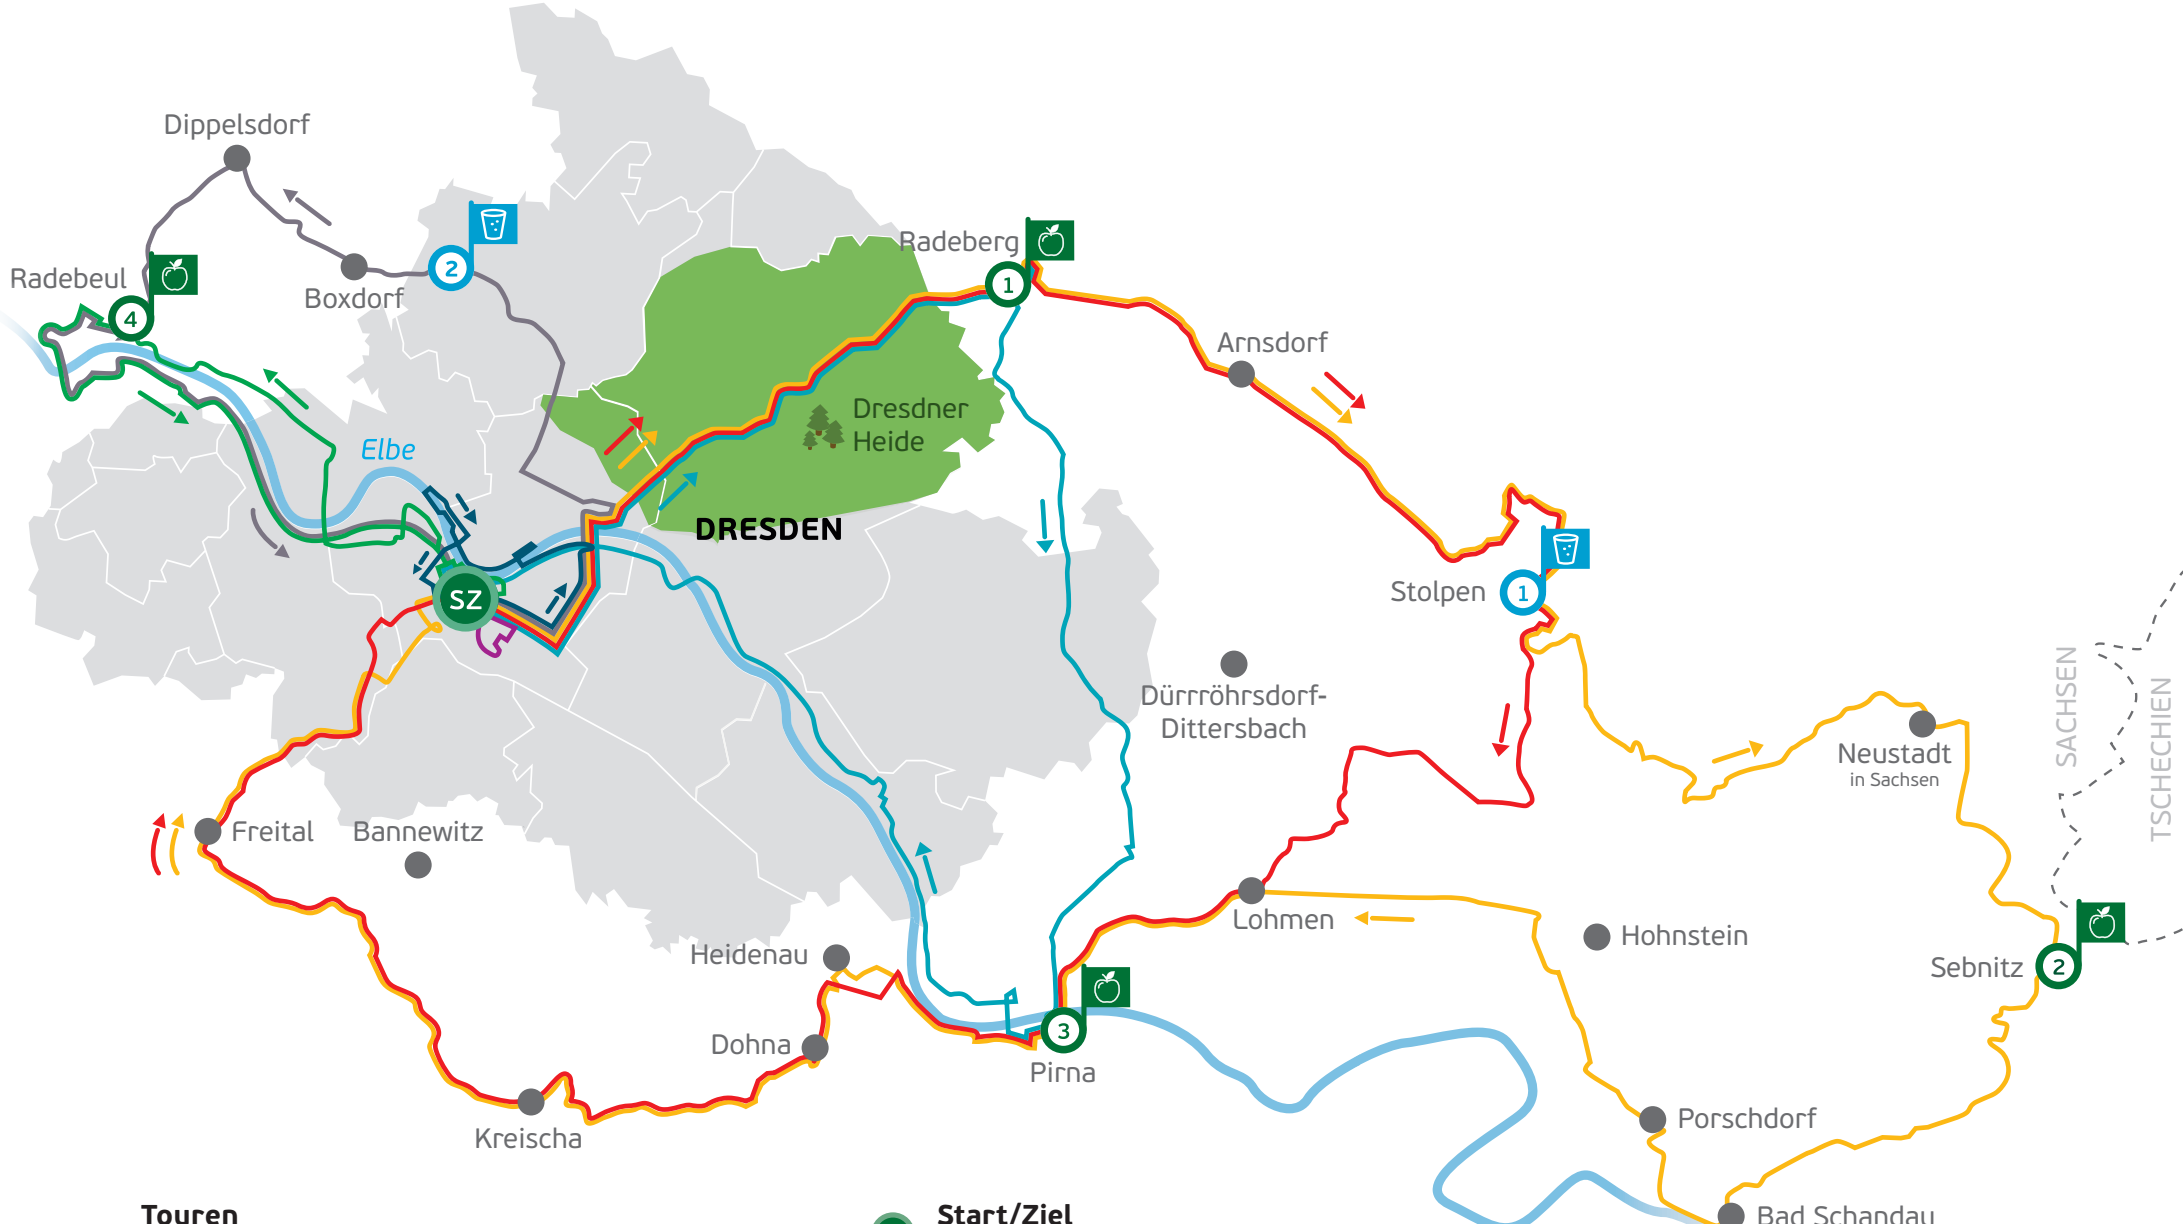 Dippelsdorf
2
Radeberg
1
Radebeul
4
Boxdorf
Arnsdorf
Dresdner
Heide
Elbe
DRESDEN
SZ
Stolpen
1
Dürrröhrsdorf-
Dittersbach
SACHSEN
TSCHECHIEN
Neustadt
in Sachsen
Freital
Bannewitz
Lohmen
Hohnstein
Heidenau
Sebnitz
2
Dohna
3
Pirna
Kreischa
Porschdorf
Touren
Start/Ziel
Bad Schandau